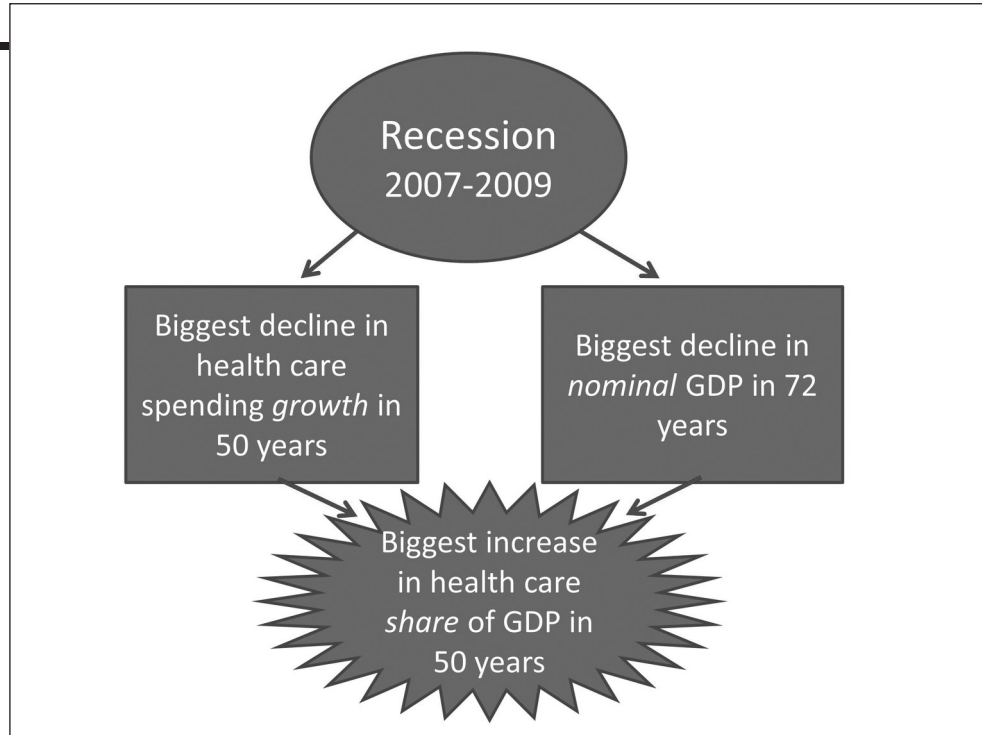 Recession
2007-2009
Biggest decline in
health care
spending growth in
50 years
Biggest decline in
nominal GDP in 72
years
Biggest increase
in health care
share of GDP in
50 years